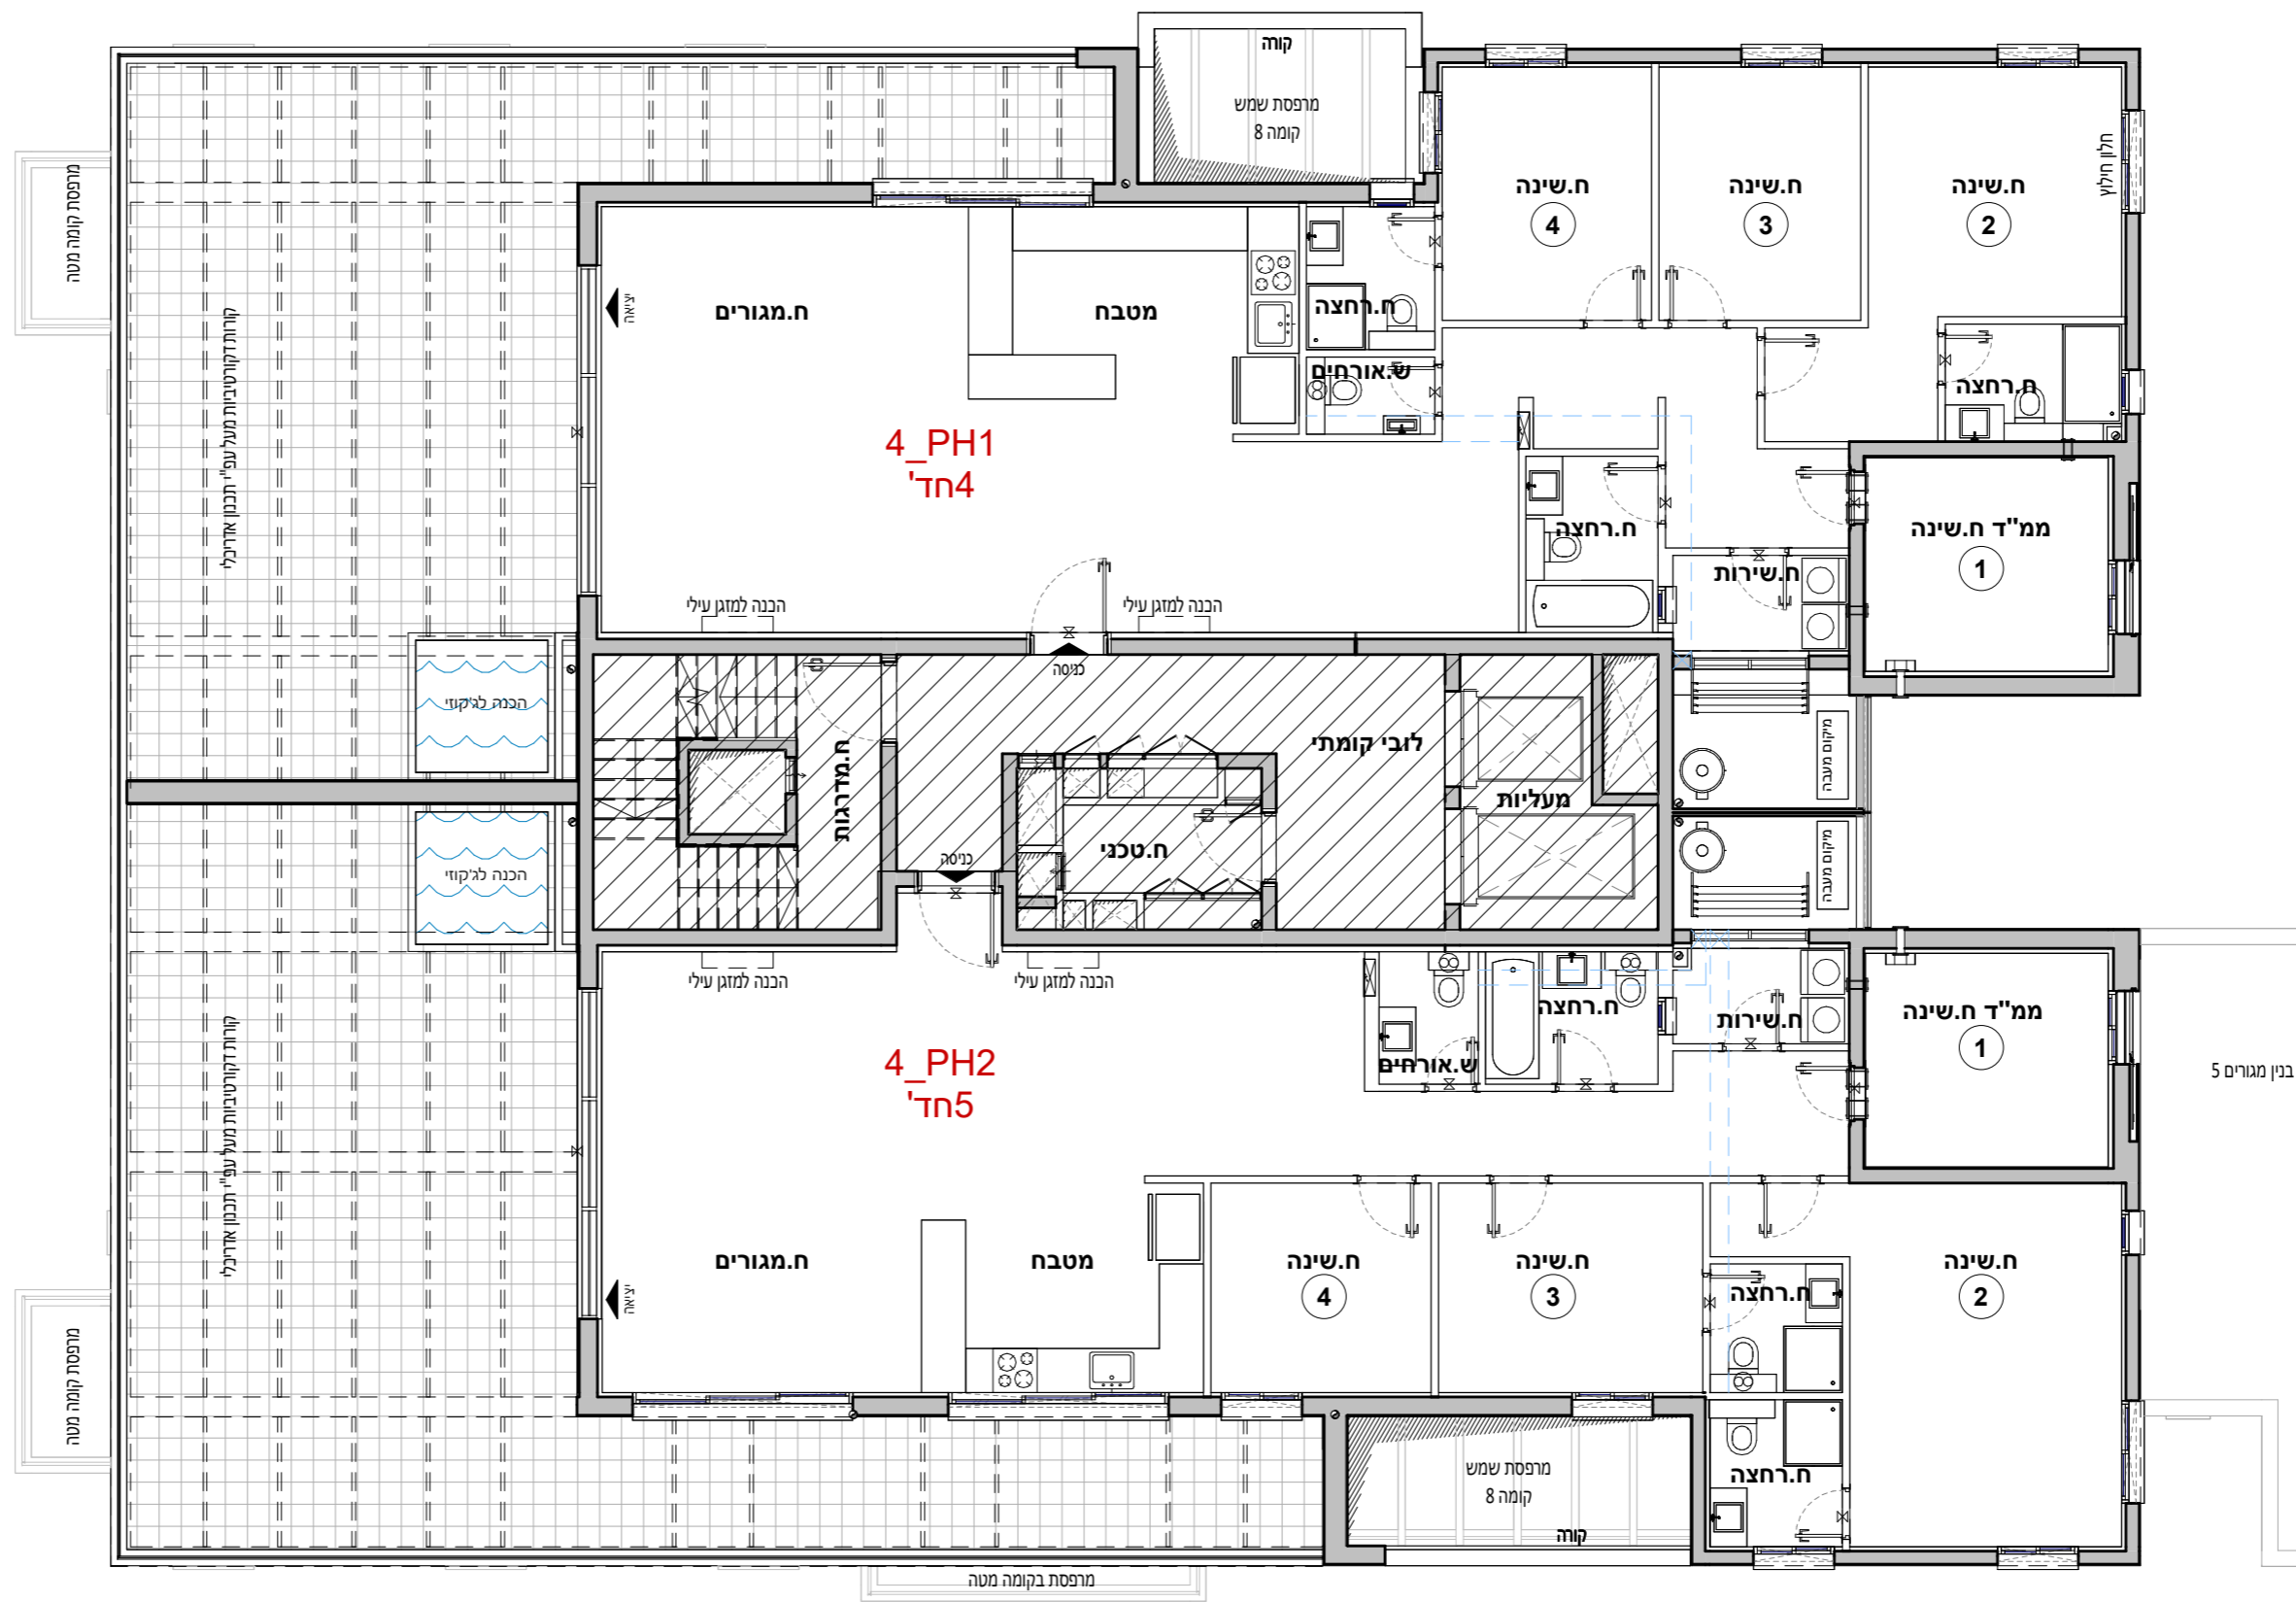 קורה
מרפסת שמש
קומה 8
מרפסת קומה מטה
קורות דקורטיביות מעל עפ"י תכנון אדריכלי
יציאה
ח.מגורים
מטבח
ח.רחצה
ש.אורחים
ח.שינה
4
ח.שינה
3
ח.שינה
2
חלון חילוץ
ח.רחצה
4_PH1
4חד'
ח.רחצה
ח.שירות
ממ"ד ח.שינה
1
הכנה למזגן עילי
הכנה למזגן עילי
כניסה
הכנה לג'קוזי
ח.מדרגות
לובי קומתי
מעליות
מיקום מעבה
ח.טכני
כניסה
הכנה לג'קוזי
מיקום מעבה
הכנה למזגן עילי
הכנה למזגן עילי
ש.אורחים
ח.רחצה
ח.שירות
ממ"ד ח.שינה
1
בנין מגורים 5
4_PH2
5חד'
קורות דקורטיביות מעל עפ"י תכנון אדריכלי
יציאה
ח.מגורים
מטבח
ח.שינה
4
ח.שינה
3
ח.רחצה
ח.שינה
2
מרפסת קומה מטה
מרפסת שמש
קומה 8
קורה
ח.רחצה
מרפסת בקומה מטה